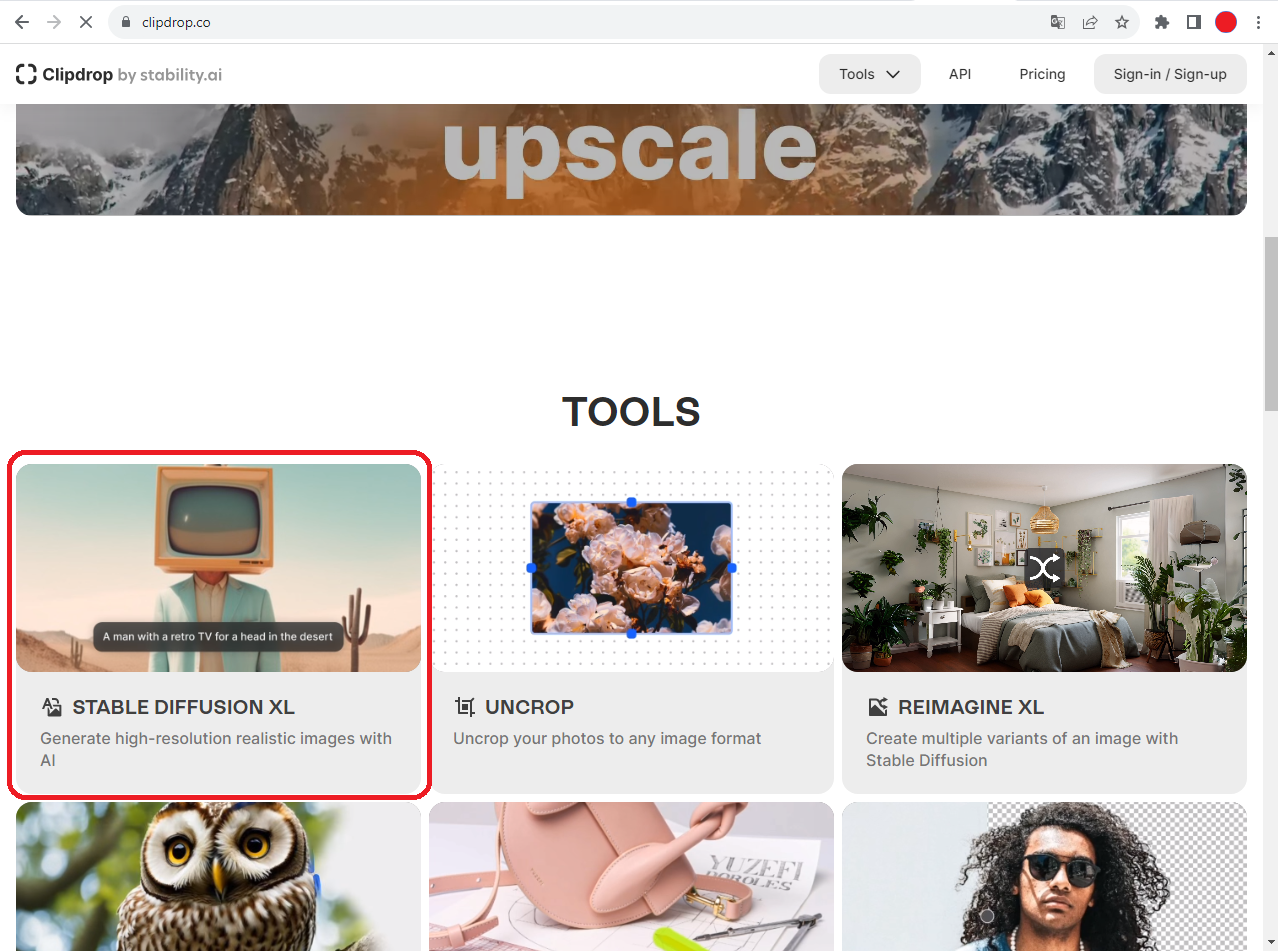 clipdrop.co
Clipdrop by stability.ai
Tools
API
Pricing
Sign-in / Sign-up
upscale
TOOLS
A man with a retro TV for a head in the desert
STABLE DIFFUSION XL
Generate high-resolution realistic images with
AI
UNCROP
Uncrop your photos to any image format
REIMAGINE XL
Create multiple variants of an image with
Stable Diffusion
YUZEFI